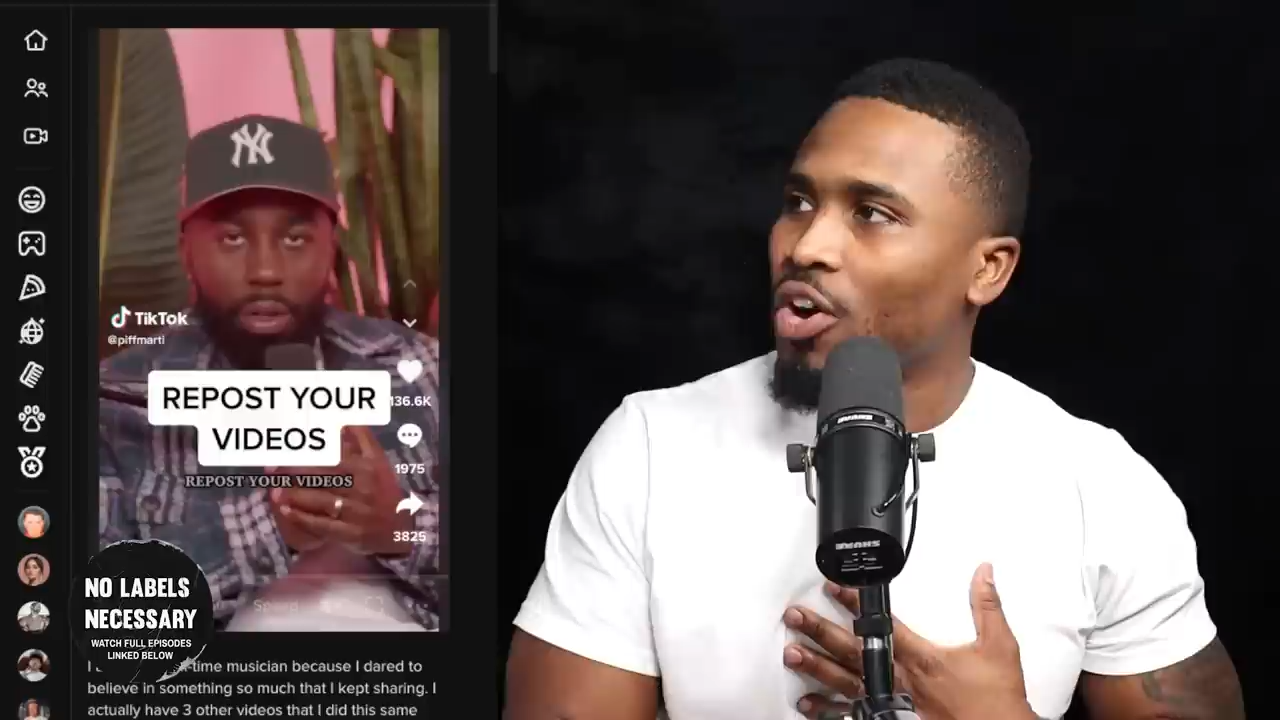 NY
TikTok
@piffmarti
REPOST YOUR
VIDEOS
REPOST YOUR VIDEOS
136.6K
1975
3825
NO LABELS
NECESSARY
WATCH FULL EPISODES
LINKED BELOW
-time musician because I dared to
believe in something so much that I kept sharing. I
actually have 3 other videos that I did this same
SHURE
SHURE